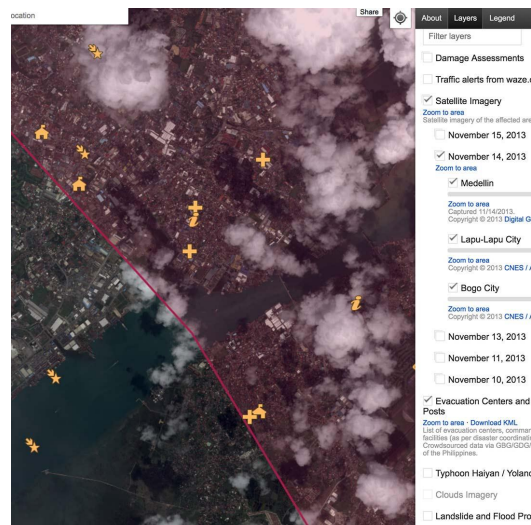 ocation
Share
About Layers Legend
Filter layers
Damage Assessments
Traffic alerts from waze.
Satellite Imagery
Zoom to area
Satellite imagery of the affected are
November 15, 2013
November 14, 2013
Zoom to area
Medellin
Zoom to area
Captured 11/14/2013.
Copyright © 2013 Digital G
Lapu-Lapu City
Zoom to area
Copyright © 2013 CNES / 
Bogo City
Zoom to area
Copyright © 2013 CNES / 
November 13, 2013
November 11, 2013
November 10, 2013
Evacuation Centers and
Posts
Zoom to area · Download KML
List of evacuation centers, comman
facilities (as per disaster coordinati
Crowdsourced data via GBG/GDG/
of the Philippines.
Typhoon Haiyan / Yolan
Clouds Imagery
Landslide and Flood Pro